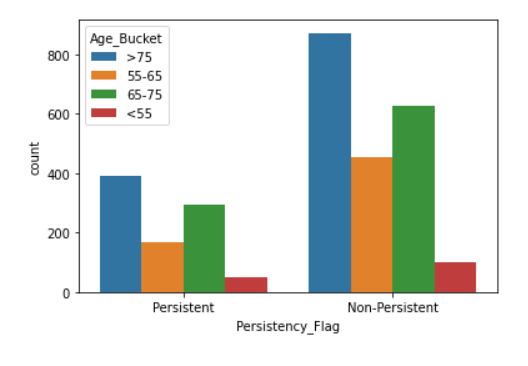 Age_Bucket
>75
55-65
65-75
<55
count
800
600
400
200
0
Persistent
Non-Persistent
Persistency_Flag